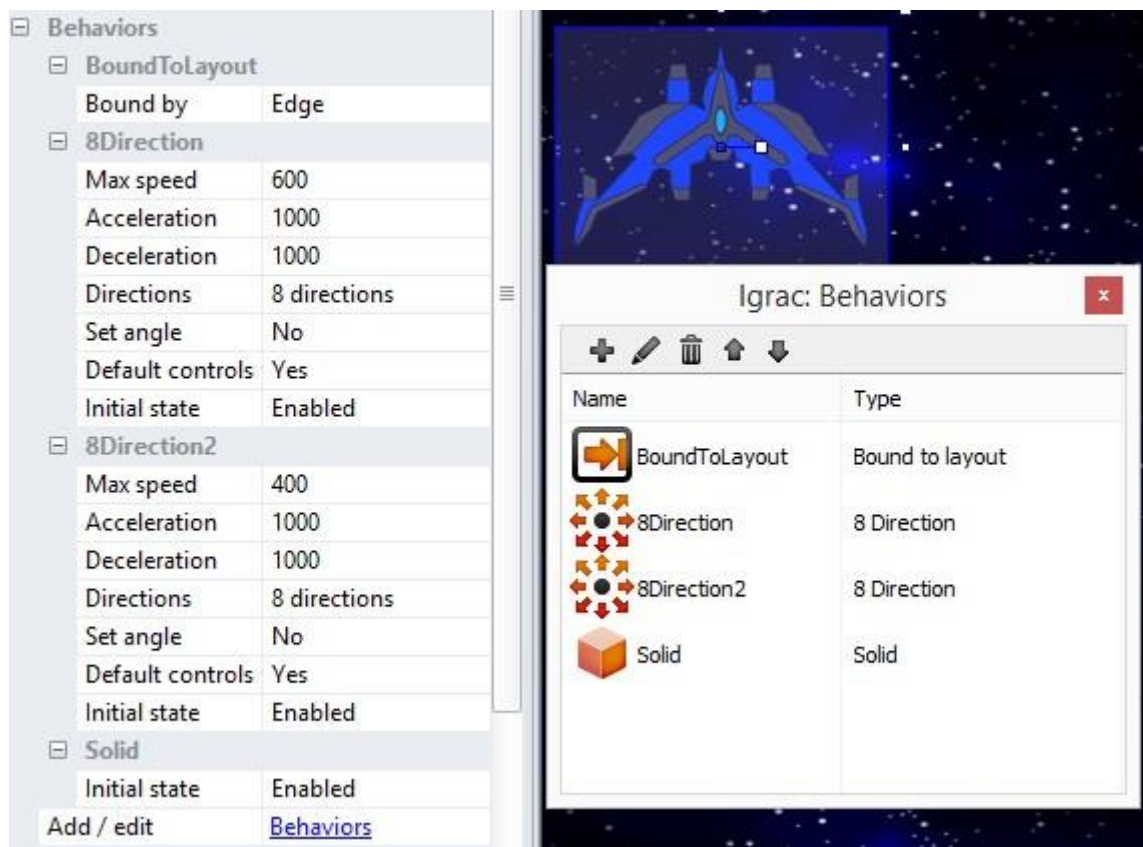 Behaviors
BoundToLayout
Bound by Edge
8Direction
Max speed 600
Acceleration 1000
Deceleration 1000
Directions 8 directions
Set angle No
Default controls Yes
Initial state Enabled
8Direction2
Max speed 400
Acceleration 1000
Deceleration 1000
Directions 8 directions
Set angle No
Default controls Yes
Initial state Enabled
Solid
Initial state Enabled
Add / edit Behaviors
Igrac: Behaviors
x
Name Type
BoundToLayout Bound to layout
8Direction 8 Direction
8Direction2 8 Direction
Solid Solid